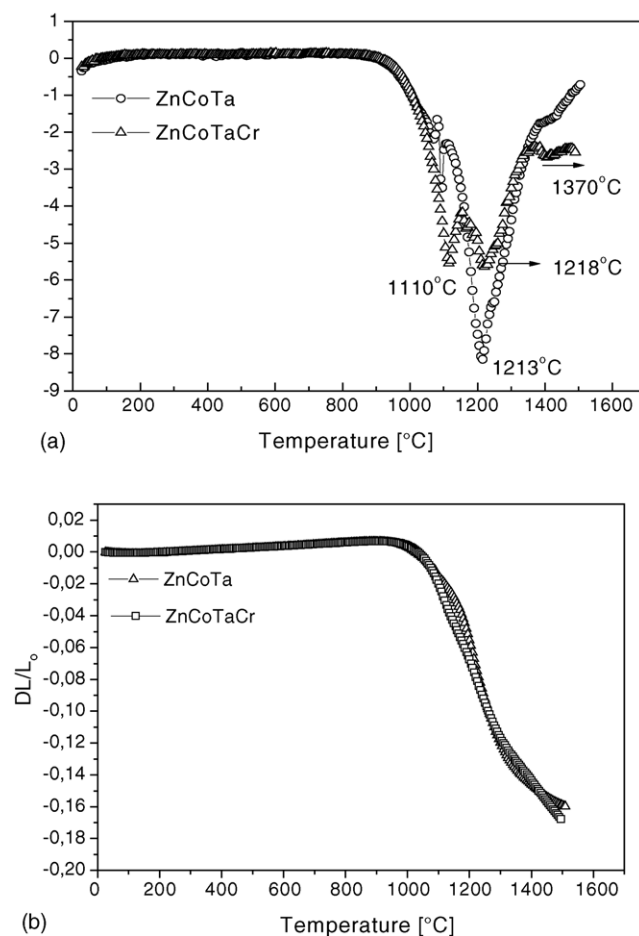 1
0
-1
-2
-3
-4
-5
-6
-7
-8
-9
ZnCoTa
ZnCoTaCr
1370°C
1218°C
1110°C
1213°C
0 200 400 600 800 1000 1200 1400 1600
(a) Temperature [°C]
0,02
0,00
-0,02
-0,04
-0,06
-0,08
-0,10
-0,12
-0,14
-0,16
-0,18
-0,20
DL/Lo
ZnCoTa
ZnCoTaCr
0 200 400 600 800 1000 1200 1400 1600
(b) Temperature [°C]